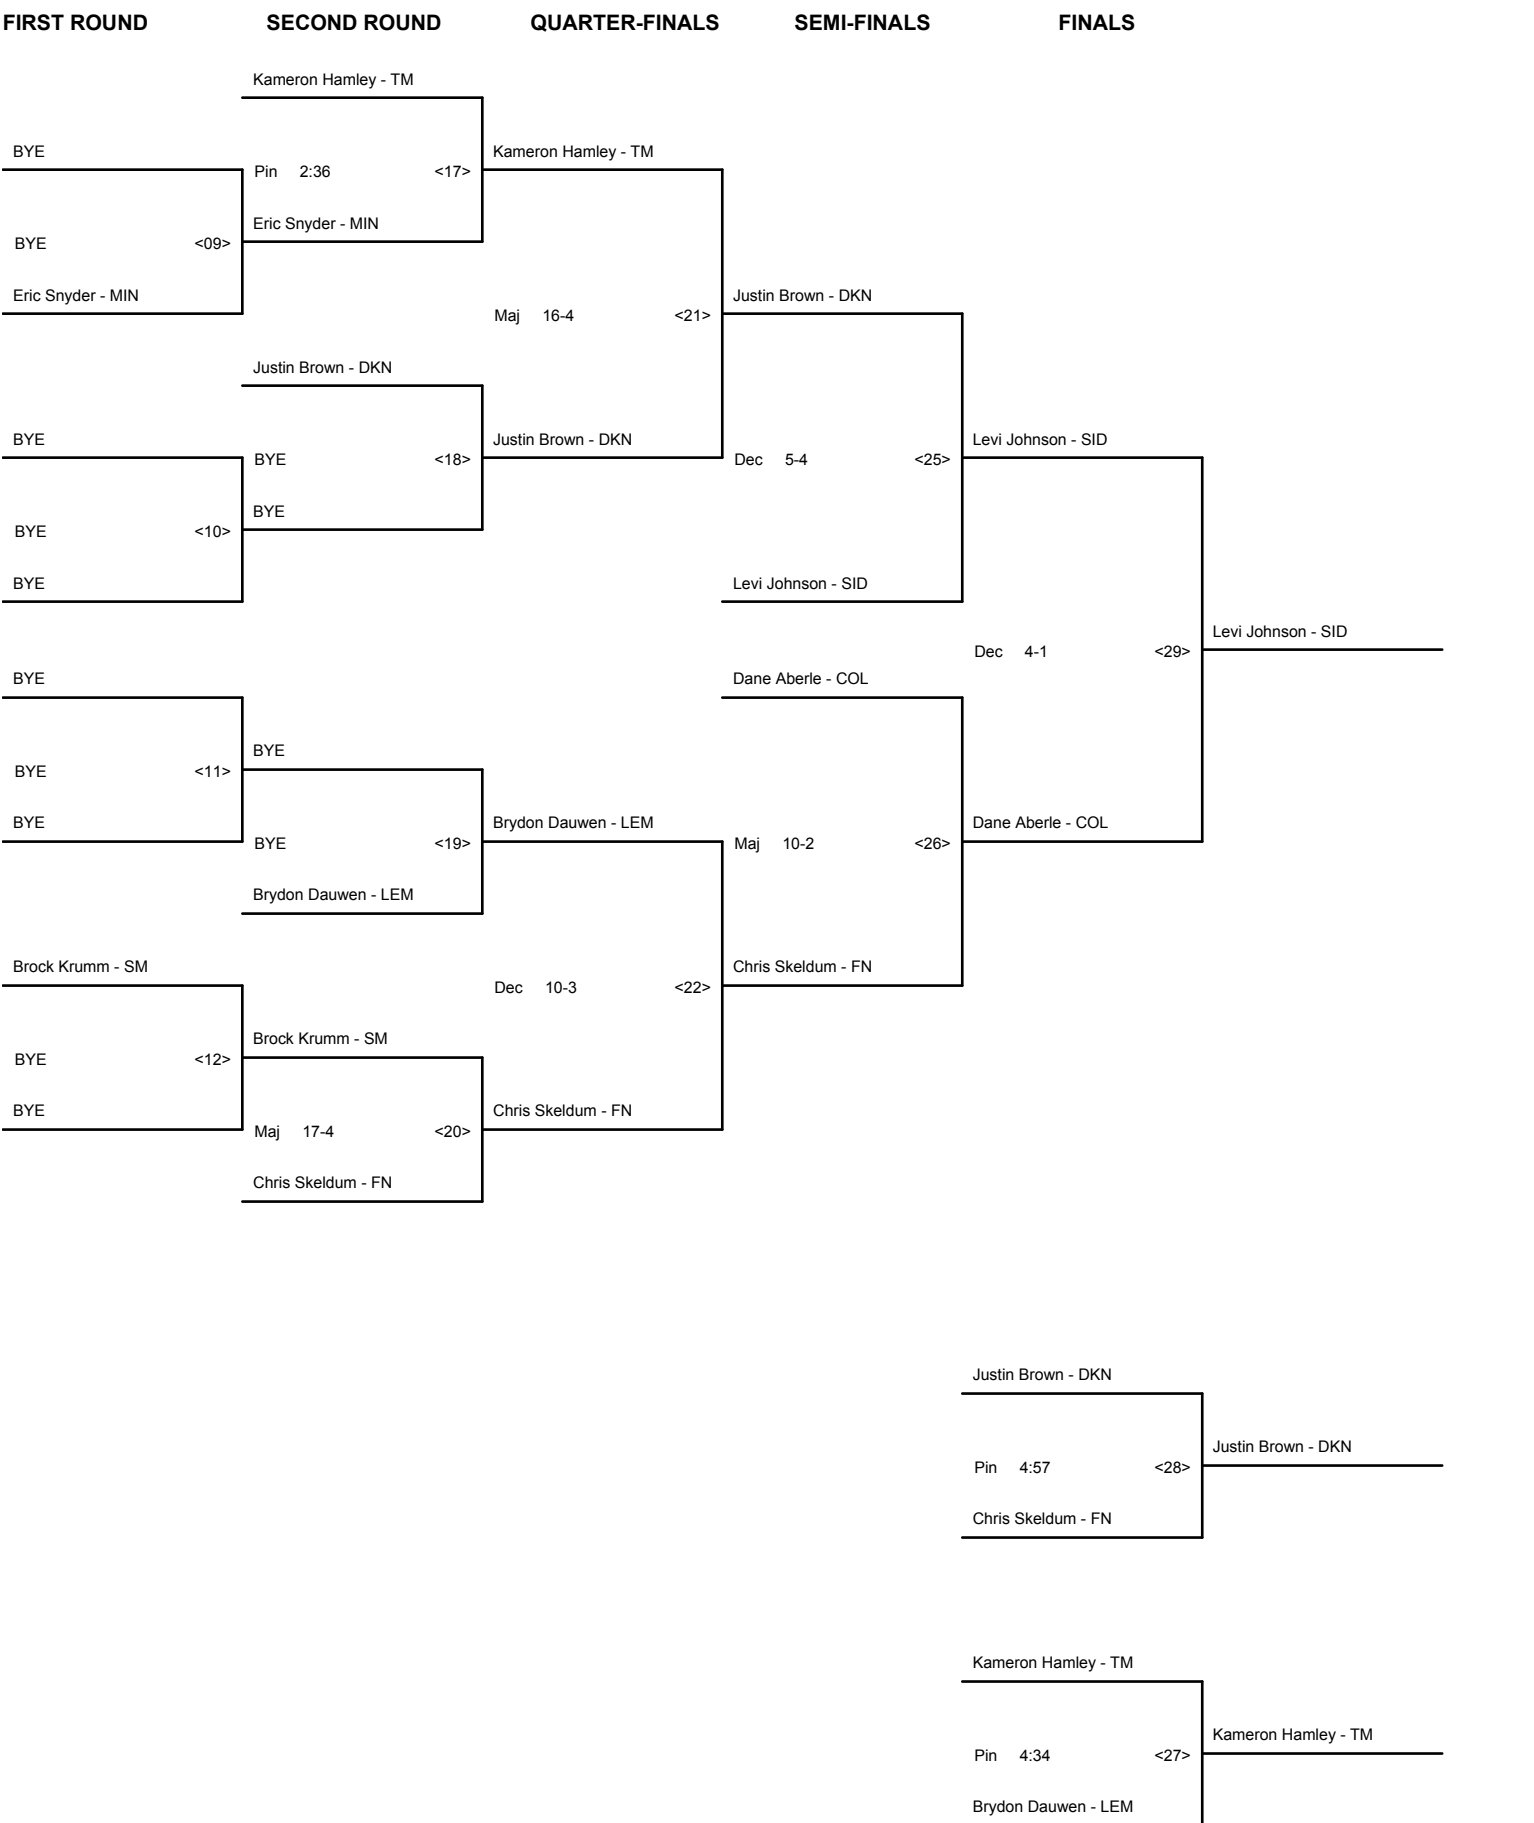 FIRST ROUND SECOND ROUND QUARTER-FINALS SEMI-FINALS FINALS
Kameron Hamley - TM
BYE Kameron Hamley - TM
Pin 2:36 <17>
Eric Snyder - MIN
BYE <09>
Eric Snyder - MIN Justin Brown - DKN
Maj 16-4 <21>
Justin Brown - DKN
BYE Justin Brown - DKN Levi Johnson - SID
BYE <18> Dec 5-4 <25>
BYE
BYE <10>
BYE Levi Johnson - SID
Levi Johnson - SID
Dec 4-1 <29>
BYE Dane Aberle - COL
BYE
BYE <11>
BYE Brydon Dauwen - LEM Dane Aberle - COL
BYE <19> Maj 10-2 <26>
Brydon Dauwen - LEM
Brock Krumm - SM Chris Skeldum - FN
Dec 10-3 <22>
Brock Krumm - SM
BYE <12>
BYE Chris Skeldum - FN
Maj 17-4 <20>
Chris Skeldum - FN
Justin Brown - DKN
Justin Brown - DKN
Pin 4:57 <28>
Chris Skeldum - FN
Kameron Hamley - TM
Kameron Hamley - TM
Pin 4:34 <27>
Brydon Dauwen - LEM